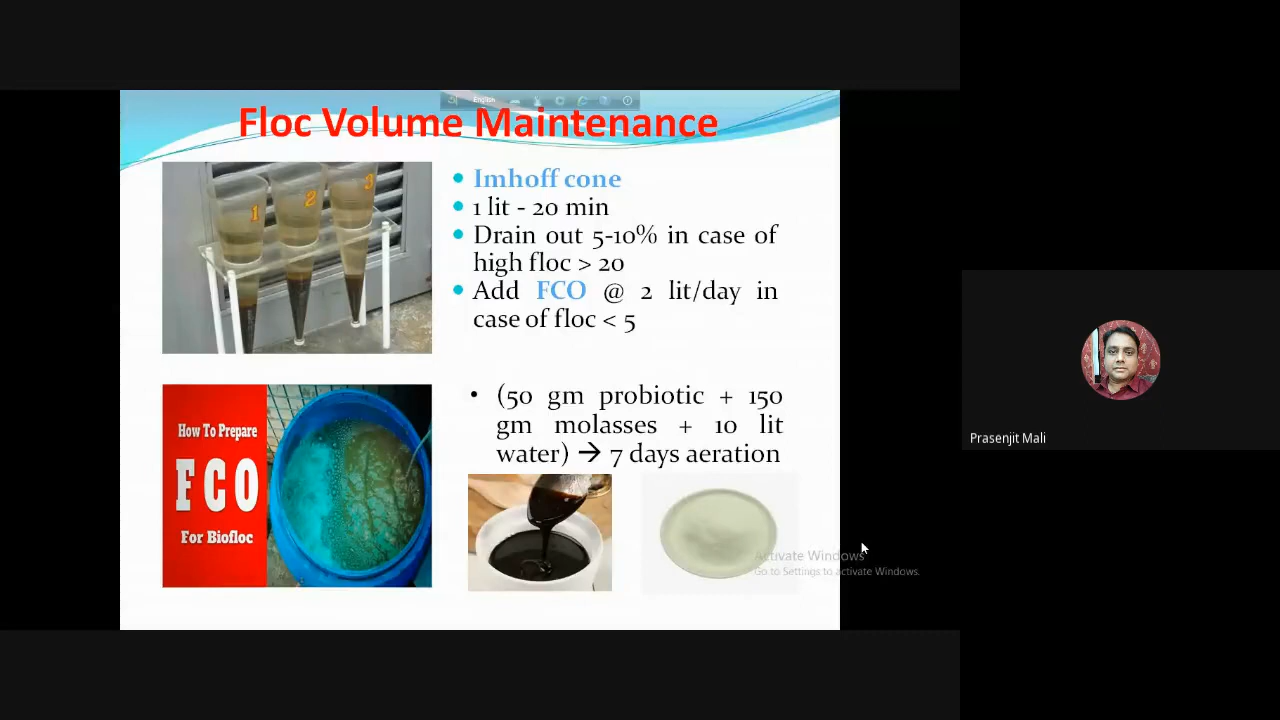 English
Floc Volume Maintenance
1
2
3
• Imhoff cone
• 1 lit - 20 min
• Drain out 5-10% in case of
high floc > 20
• Add FCO @ 2 lit/day in
case of floc < 5
How To Prepare
FCO
For Biofloc
• (50 gm probiotic + 150
gm molasses + 10 lit
water) → 7 days aeration
Activate Windows
Go to Settings to activate Windows.
Prasenjit Mali